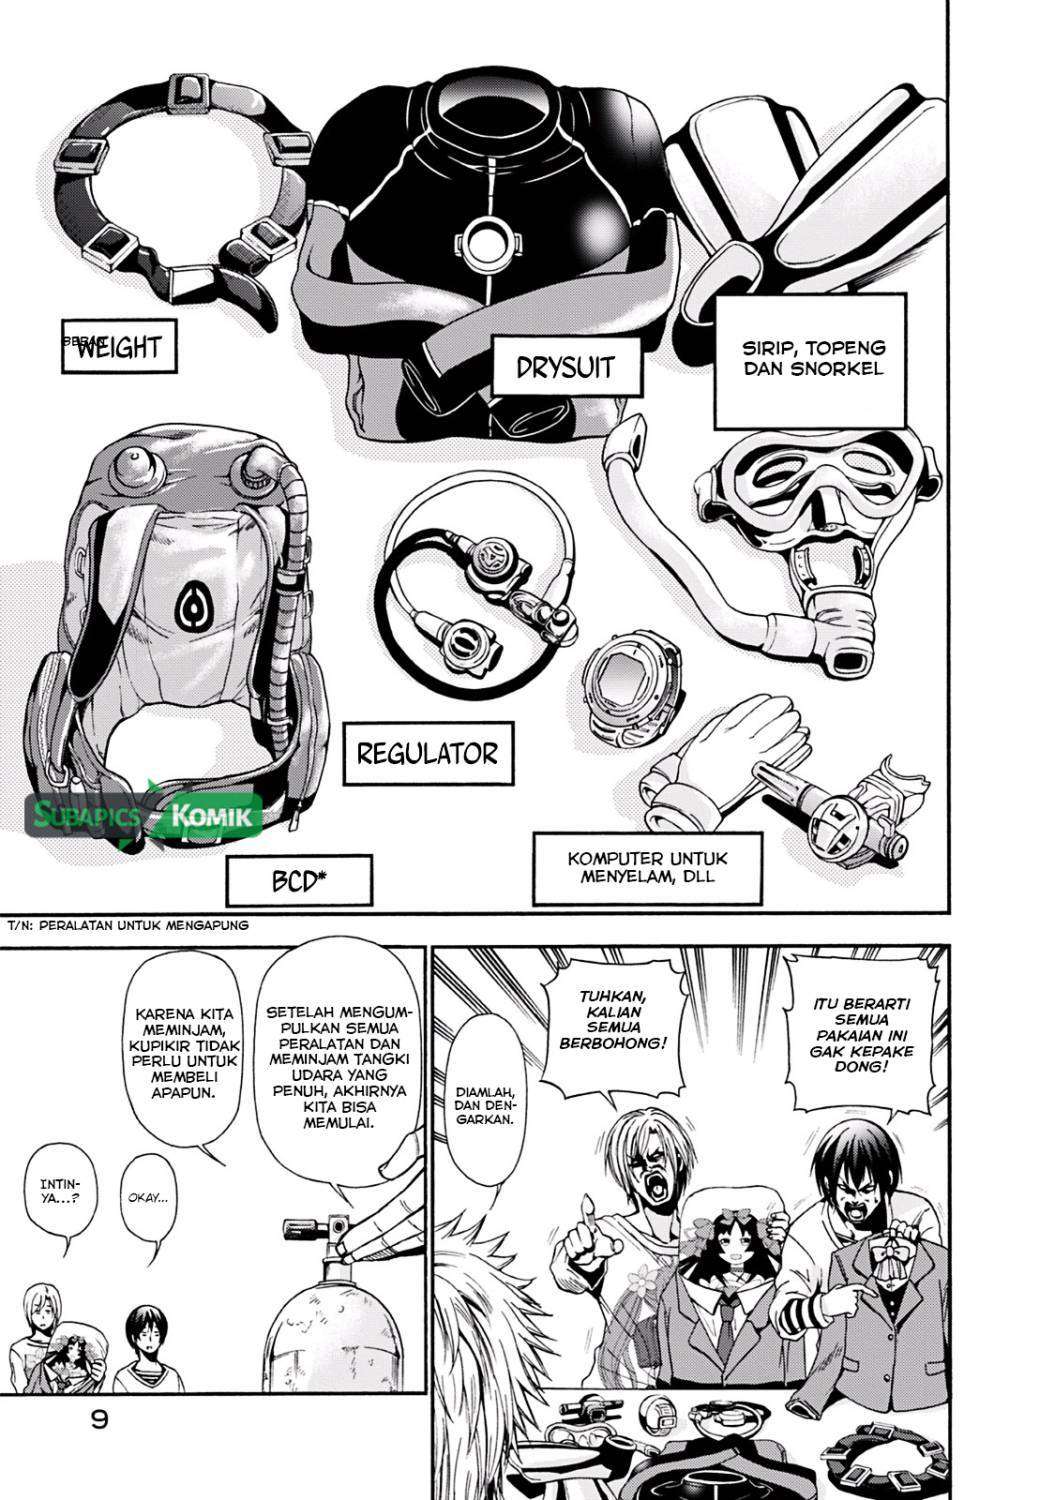 BEBAN
WEIGHT
DRYSUIT
SIRIP, TOPENG
DAN SNORKEL
REGULATOR
SUBAPICS - KOMIK
BCD*
KOMPUTER UNTUK
MENYELAM, DLL
T/N: PERALATAN UNTUK MENGAPUNG
ITU BERARTI
SEMUA
PAKAIAN INI
GAK KEPAKE
DONG!
TUHKAN,
KALIAN
SEMUA
BERBOHONG!
DIAMLAH,
DAN DEN-
GARKAN.
SETELAH MENGUM-
PULKAN SEMUA
PERALATAN DAN
MEMINJAM TANGKI
UDARA YANG
PENUH, AKHIRNYA
KITA BISA
MEMULAI.
KARENA KITA
MEMINJAM,
KUPIKIR TIDAK
PERLU UNTUK
MEMBELI
APAPUN.
OKAY...
INTIN-
YA...?
9